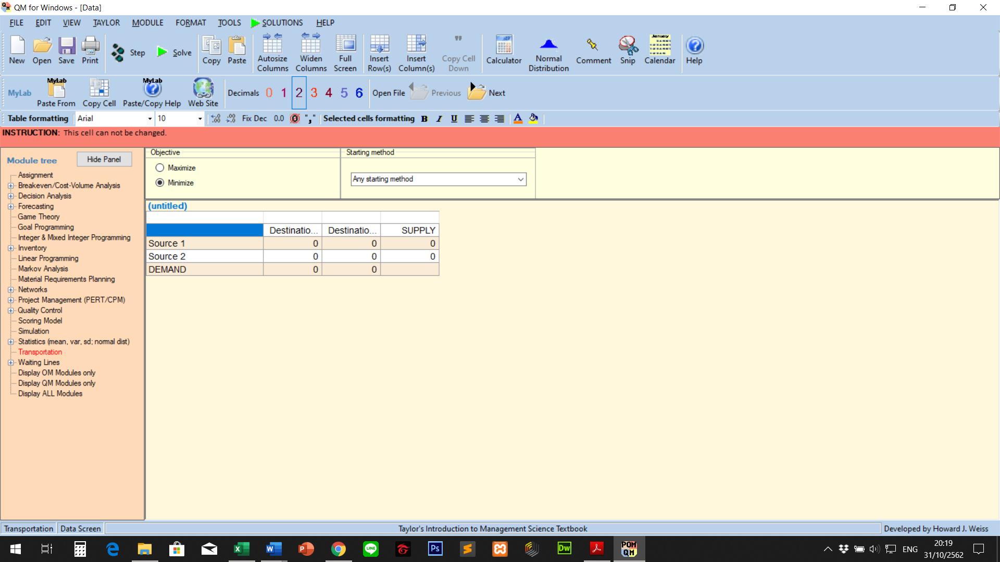 QM for Windows - [Data]
FILE EDIT VIEW TAYLOR MODULE FORMAT TOOLS SOLUTIONS HELP
New Open Save Print Step Solve Copy Paste Autosize Columns Widen Columns Full Screen Insert Row(s) Insert Column(s) Copy Cell Down Calculator Normal Distribution Comment Snip January Calendar Help
MyLab MyLab Paste From Copy Cell MyLab Paste/Copy Help Web Site Decimals 0 1 2 3 4 5 6 Open File Previous Next
Table formatting Arial 10 Fix Dec 0.0 "," Selected cells formatting B I U A
INSTRUCTION: This cell can not be changed.
Module tree Hide Panel
Assignment
Breakeven/Cost-Volume Analysis
Decision Analysis
Forecasting
Game Theory
Goal Programming
Integer & Mixed Integer Programming
Inventory
Linear Programming
Markov Analysis
Material Requirements Planning
Networks
Project Management (PERT/CPM)
Quality Control
Scoring Model
Simulation
Statistics (mean, var, sd; normal dist)
Transportation
Waiting Lines
Display OM Modules only
Display QM Modules only
Display ALL Modules
Objective
Maximize
Minimize
Starting method
Any starting method
(untitled)
Destinatio... Destinatio... SUPPLY
Source 1 0 0 0
Source 2 0 0 0
DEMAND 0 0
Transportation Data Screen Taylor's Introduction to Management Science Textbook Developed by Howard J. Weiss
LINE Ps Dw POM QM ENG 20:19
31/10/2562